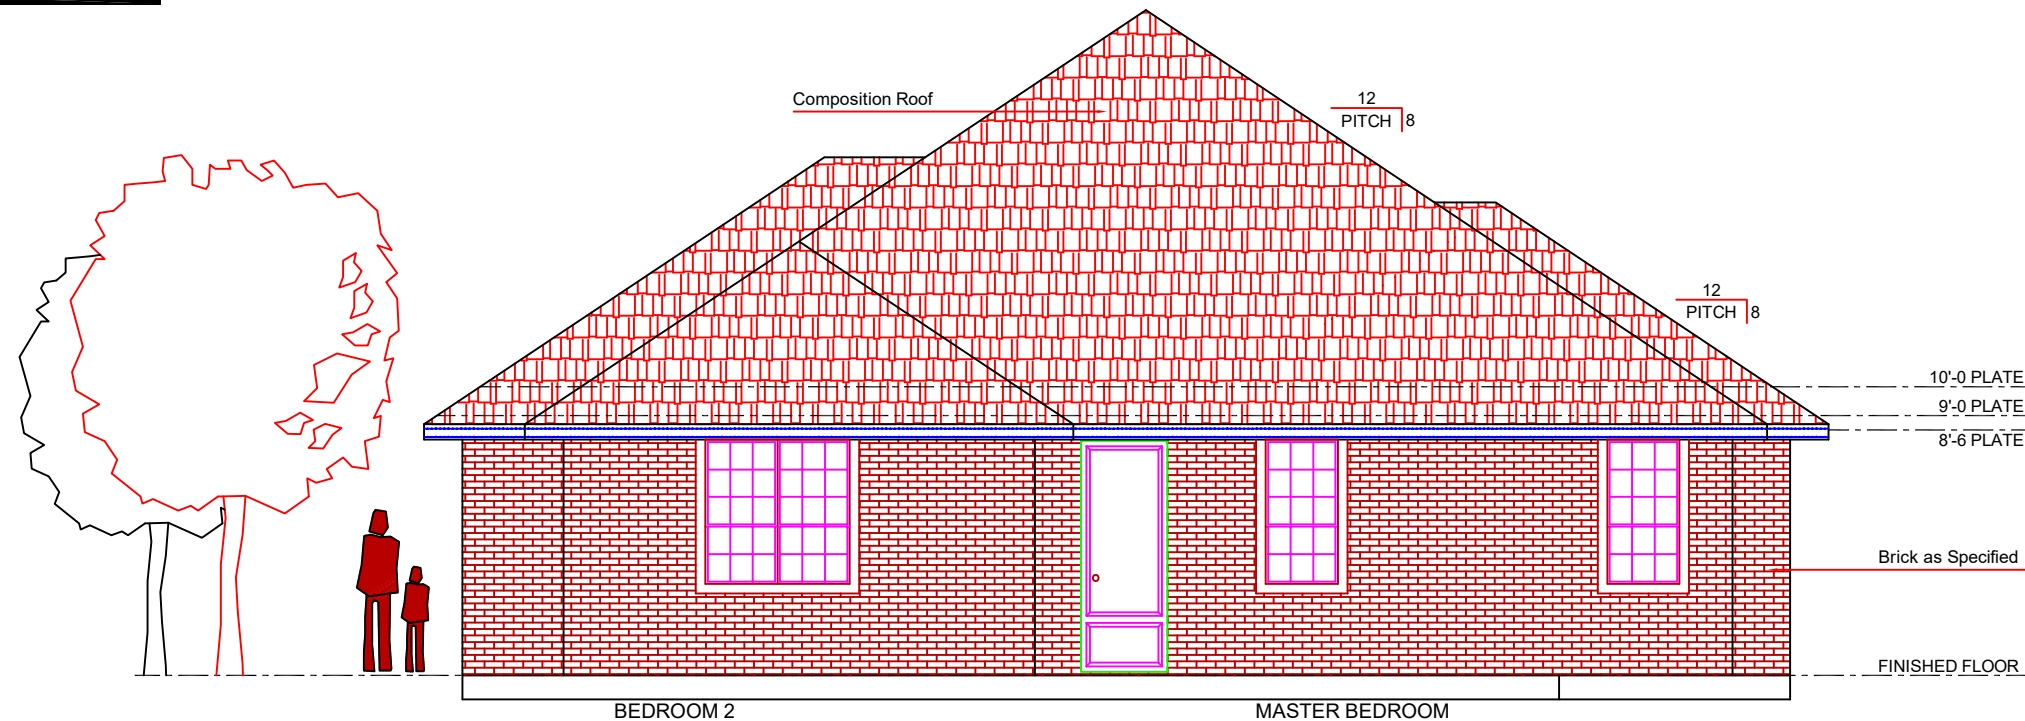 Composition Roof
12
PITCH 8
12
PITCH 8
10'-0 PLATE
9'-0 PLATE
8'-6 PLATE
Brick as Specified
FINISHED FLOOR
BEDROOM 2
MASTER BEDROOM